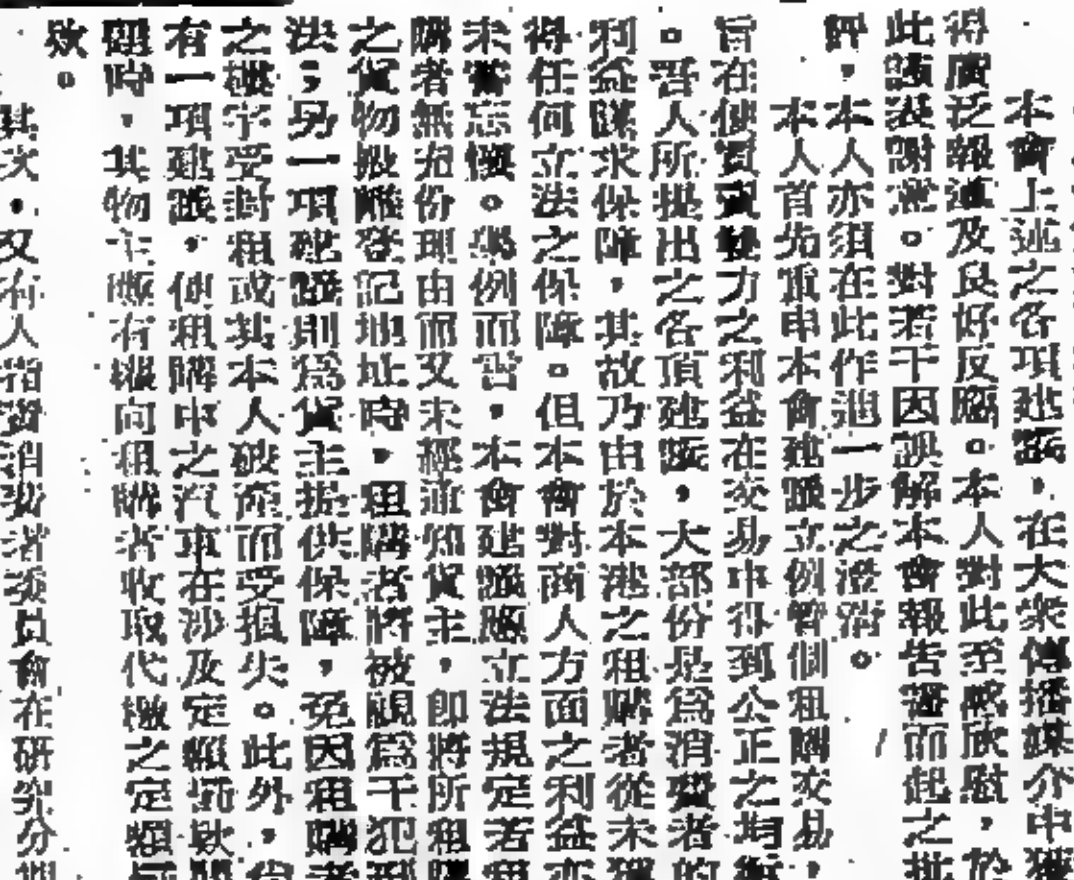 本會上述之各項建議，在大衆傳播媒介中獲
得廣泛報道及良好反應。本人對此至感欣慰，於
此謹表謝意。對若干因誤解本會報告書而起之批
評，本人亦須在此作進一步之澄淸。
本人首先重申本會建議立例管制租購交易，
旨在使買賣雙方之利益在交易中得到公正之均衡
。吾人所提出之各項建議，大部份是爲消費者的
利益謀求保障，其故乃由於本港之租購者從未獲
得任何立法之保障。但本會對商人方面之利益亦
未嘗忘懷。舉例而言，本會建議應立法規定若租
購者無充份理由而又未經通知貨主，即將所租購
之貨物搬離登記地址時，租購者將被視爲干犯刑
法；另一項建議則爲貨主提供保障，免因租購者
之樓宇受封租或其本人破產而受損失。此外，倘
有一項建議，使租購中之汽車在涉及定額罰款
時，其物主應有權向租購者收取代繳之定額
欵。
其次，又有人指責消費者委員會在研究分期